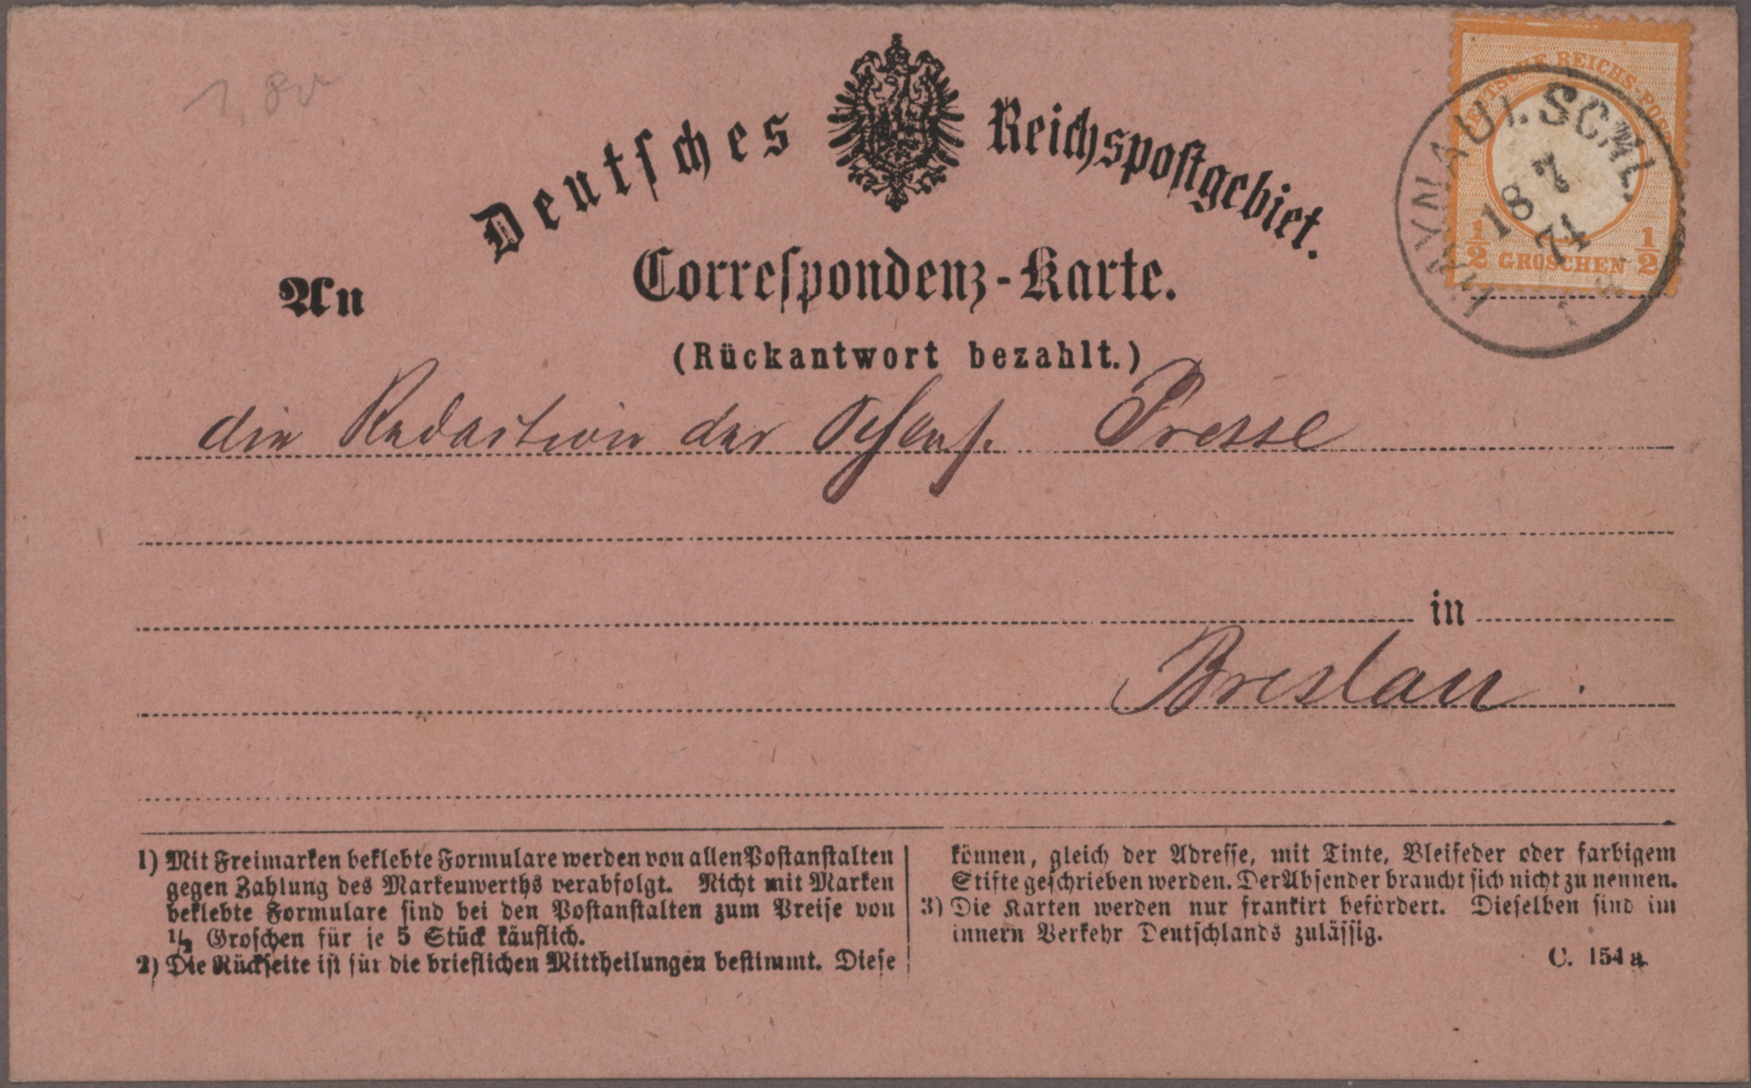 1,80
Deutsches Reichspostgebiet.
DEUTSCHE REICHS-POST
½ GROSCHEN ½
HAYNAU I. SCHL.
18 7
74
Correspondenz-Karte.
An
(Rückantwort bezahlt.)
die Redaction der Presse
in
Breslau.
1) Mit Freimarken beklebte Formulare werden von allen Postanstalten
gegen Zahlung des Markenwerths verabfolgt. Nicht mit Marken
beklebte Formulare sind bei den Postanstalten zum Preise von
½ Groschen für je 5 Stück käuflich.
2) Die Rückseite ist für die brieflichen Mittheilungen bestimmt. Diese
können, gleich der Adresse, mit Tinte, Bleifeder oder farbigem
Stifte geschrieben werden. Der Absender braucht sich nicht zu nennen.
3) Die Karten werden nur frankirt befördert. Dieselben sind im
innern Verkehr Deutschlands zulässig.
C. 154 a.